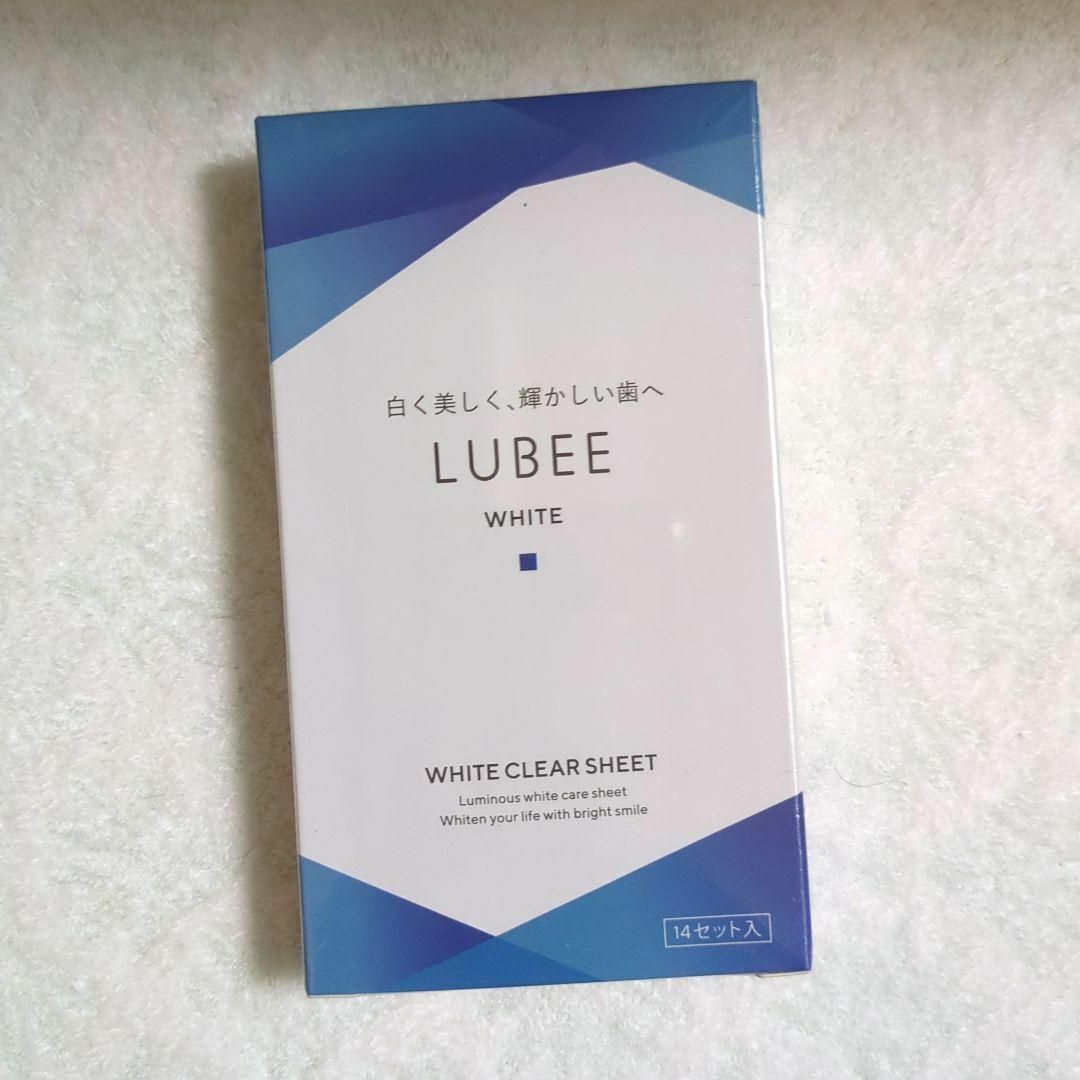 白く美しく、輝かしい歯へ
LUBEE
WHITE
WHITE CLEAR SHEET
Luminous white care sheet
Whiten your life with bright smile
14セット入